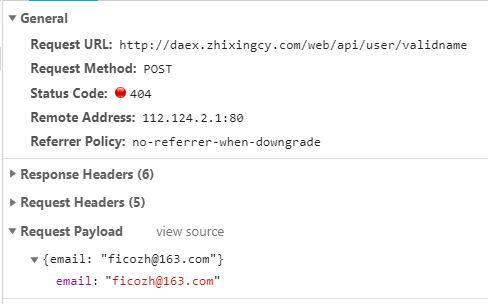 General
Request URL: http://daex.zhixingcy.com/web/api/user/validname
Request Method: POST
Status Code: 404
Remote Address: 112.124.2.1:80
Referrer Policy: no-referrer-when-downgrade
Response Headers (6)
Request Headers (5)
Request Payload view source
{email: "ficozh@163.com"}
email: "ficozh@163.com"